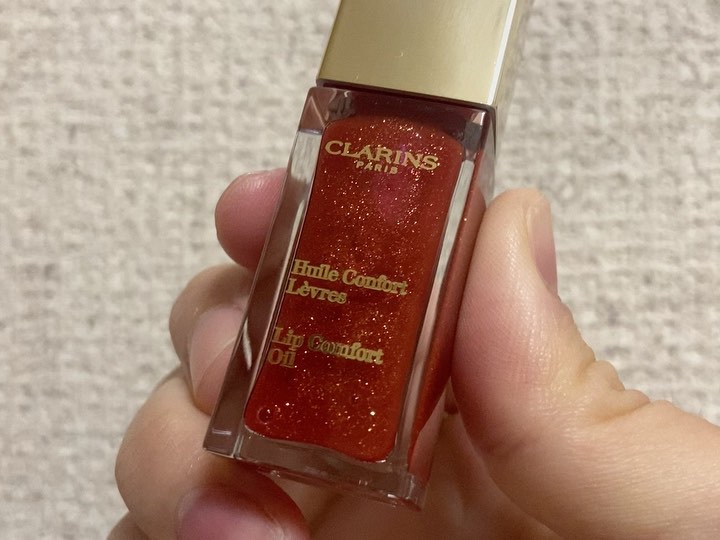 CLARINS
PARIS
Huile Confort
Lèvres
Lip Comfort
Oil